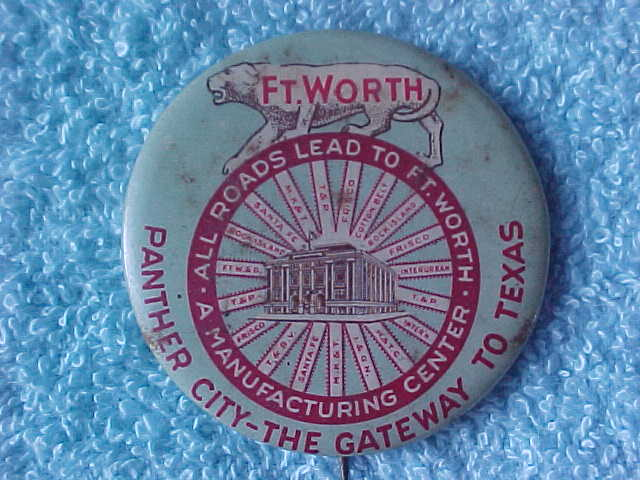 FT. WORTH
ALL ROADS LEAD TO FT. WORTH
A MANUFACTURING CENTER
T. & P.
FRISCO
COTTON BELT
ROCK ISLAND
FRISCO
INTERURBAN
T. & P.
INTER'N
I. & G. N.
M. K. & T.
SANTA FE
FRISCO
T. & P.
FT. W. & D.
ROCK ISLAND
SANTA FE
M. K. & T.
PANTHER CITY-THE GATEWAY TO TEXAS